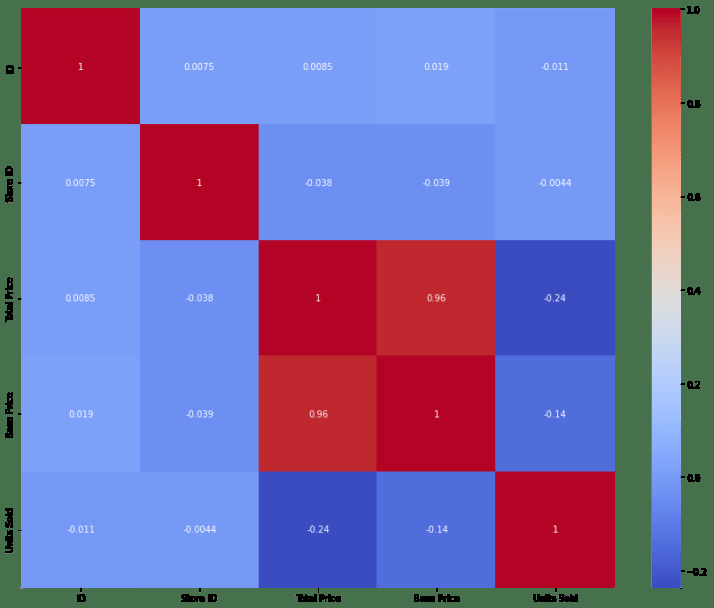 ID 1 0.0075 0.0085 0.019 -0.011
Store ID 0.0075 1 -0.038 -0.039 -0.0044
Total Price 0.0085 -0.038 1 0.96 -0.24
Base Price 0.019 -0.039 0.96 1 -0.14
Units Sold -0.011 -0.0044 -0.24 -0.14 1
ID Store ID Total Price Base Price Units Sold
1.0
0.8
0.6
0.4
0.2
0.0
-0.2